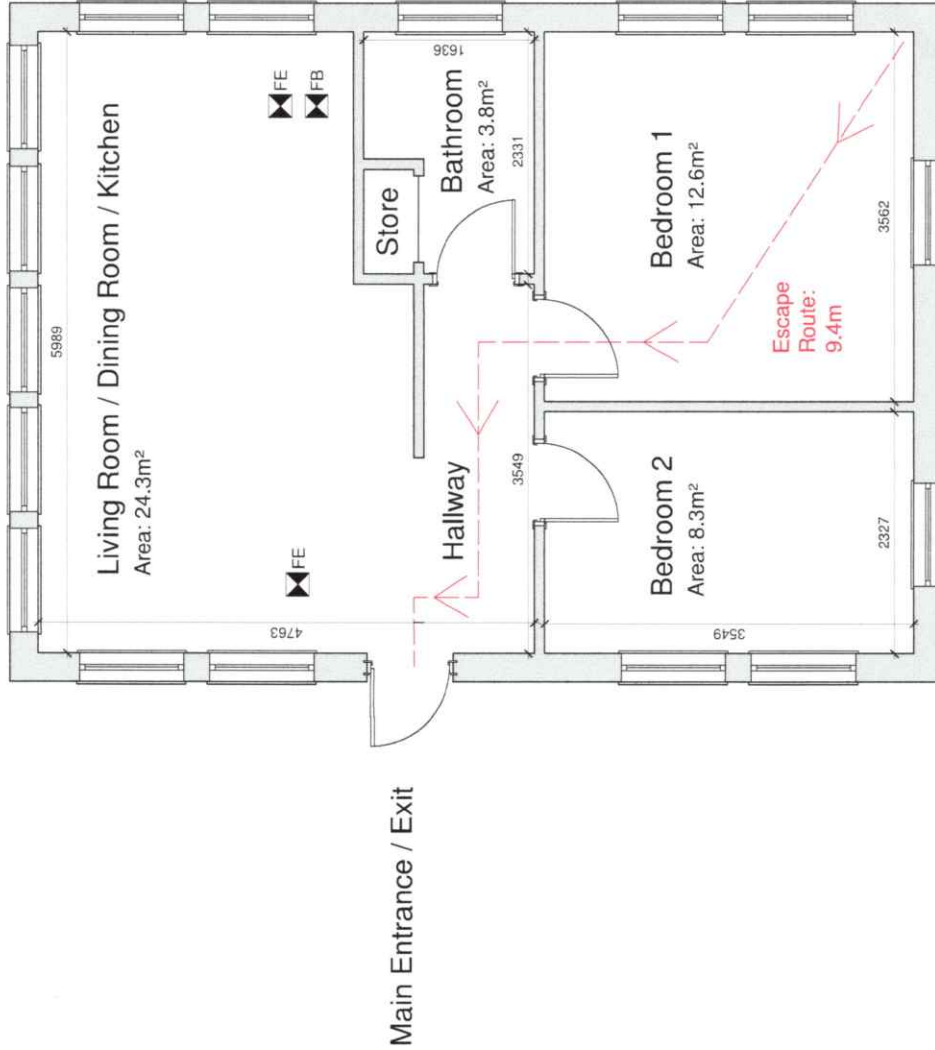 5989
Living Room / Dining Room / Kitchen
Area: 24.3m²
FE
FB
FE
4763
1636
Bathroom
Area: 3.8m²
2331
Store
Hallway
3549
Main Entrance / Exit
Bedroom 1
Area: 12.6m²
3562
Escape
Route:
9.4m
Bedroom 2
Area: 8.3m²
2327
3549